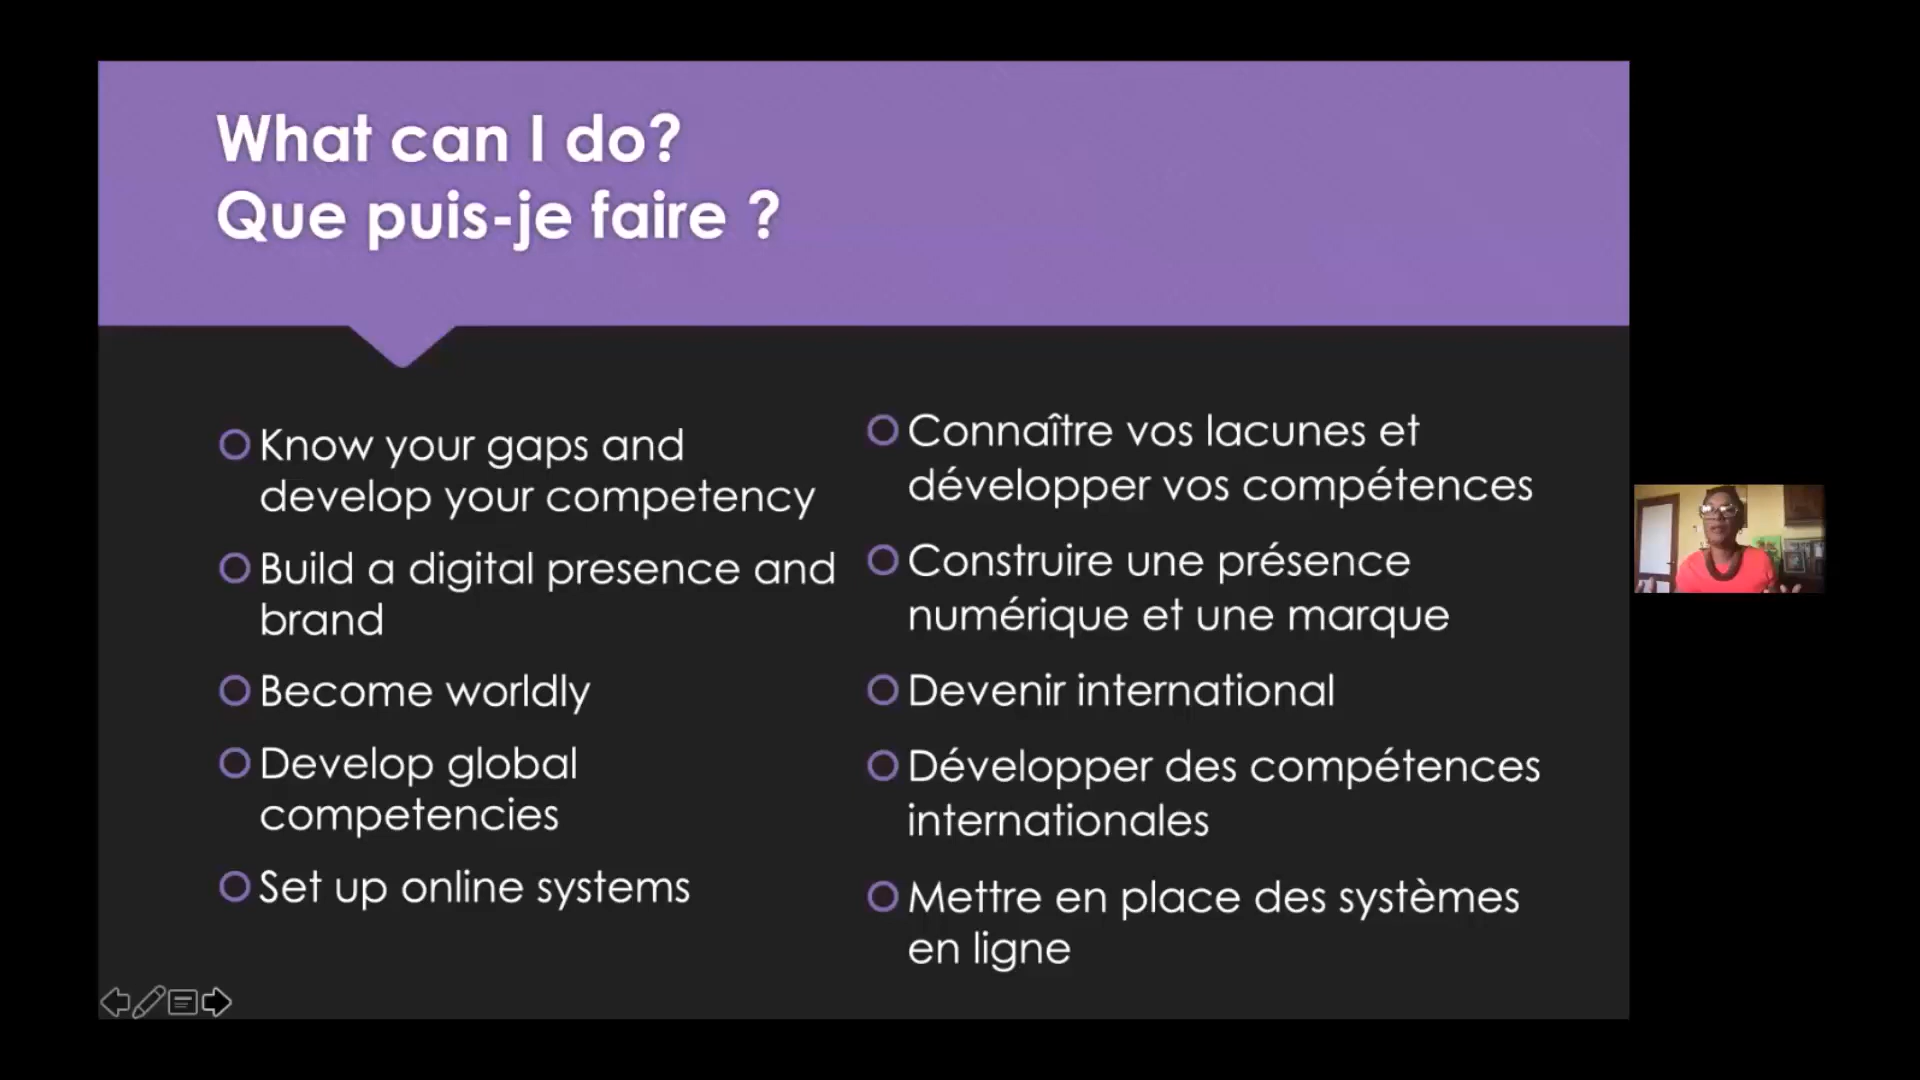 What can I do?
Que puis-je faire ?
Know your gaps and
develop your competency
Build a digital presence and
brand
Become worldly
Develop global
competencies
Set up online systems
Connaître vos lacunes et
développer vos compétences
Construire une présence
numérique et une marque
Devenir international
Développer des compétences
internationales
Mettre en place des systèmes
en ligne